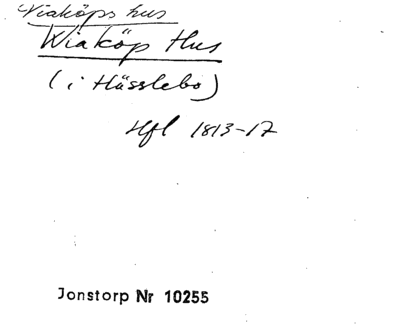 Wiaköps hus
Wiaköp Hus
(i Hässlebo)
Hfl 1813-17
Jonstorp Nr 10255